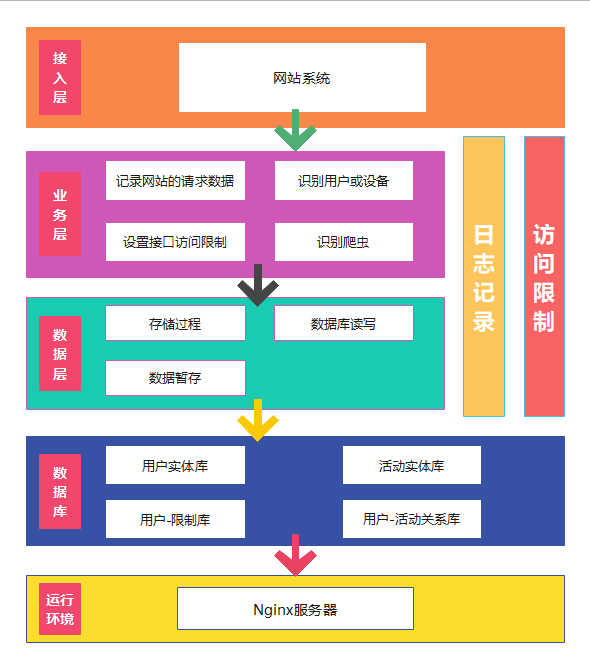 接
入
层
网站系统
业
务
层
记录网站的请求数据
识别用户或设备
设置接口访问限制
识别爬虫
日
志
记
录
访
问
限
制
数
据
层
存储过程
数据库读写
数据暂存
数
据
库
用户实体库
活动实体库
用户-限制库
用户-活动关系库
运行
环境
Nginx服务器